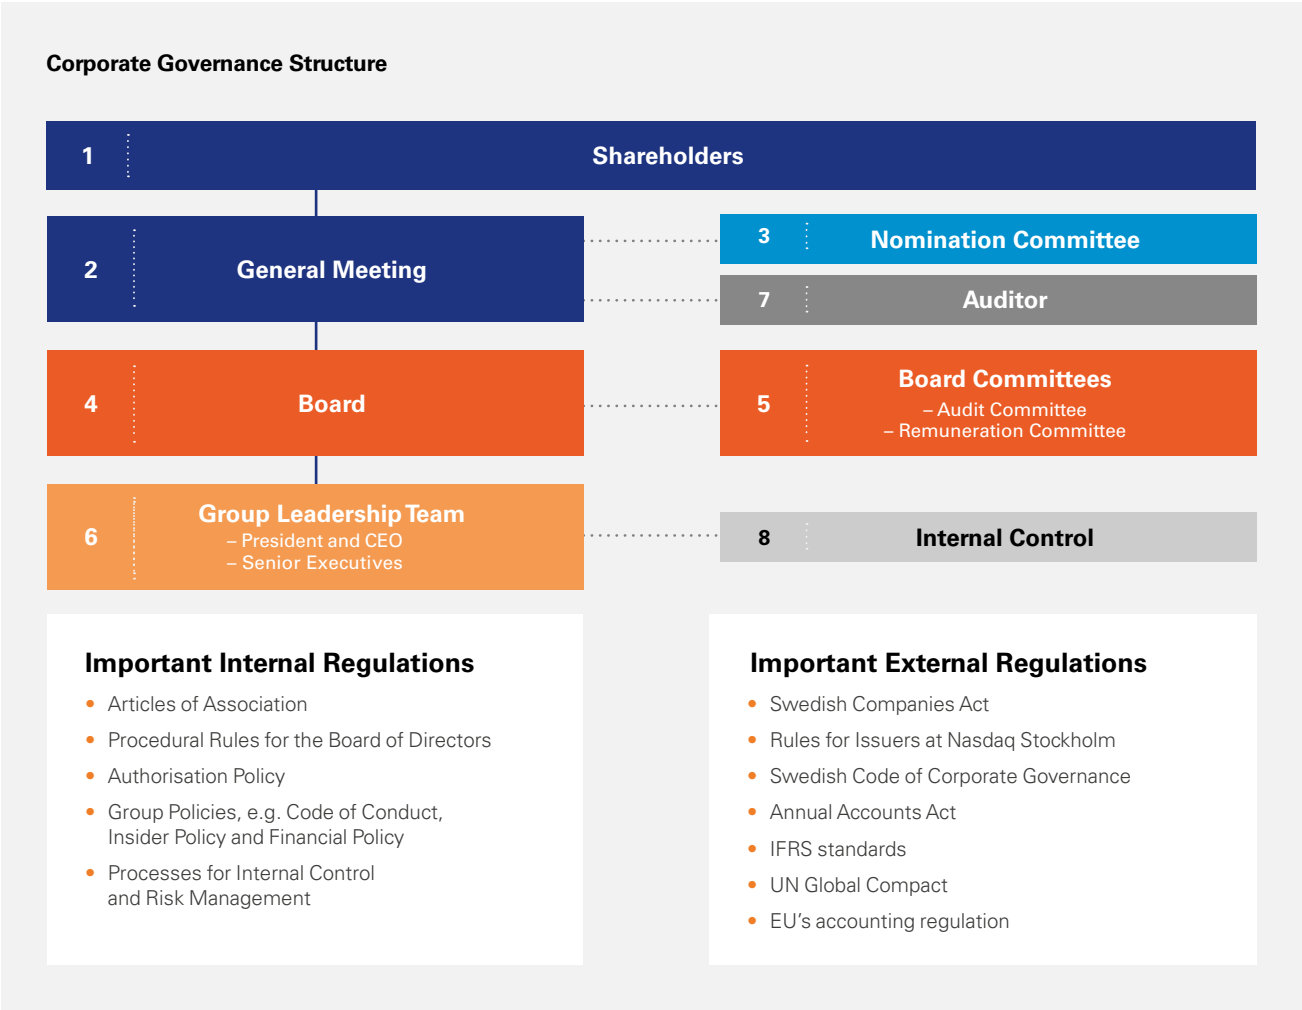 Corporate Governance Structure
1 Shareholders
2 General Meeting
3 Nomination Committee
7 Auditor
4 Board
5 Board Committees
– Audit Committee
– Remuneration Committee
6 Group Leadership Team
– President and CEO
– Senior Executives
8 Internal Control
Important Internal Regulations
• Articles of Association
• Procedural Rules for the Board of Directors
• Authorisation Policy
• Group Policies, e.g. Code of Conduct,
Insider Policy and Financial Policy
• Processes for Internal Control
and Risk Management
Important External Regulations
• Swedish Companies Act
• Rules for Issuers at Nasdaq Stockholm
• Swedish Code of Corporate Governance
• Annual Accounts Act
• IFRS standards
• UN Global Compact
• EU's accounting regulation